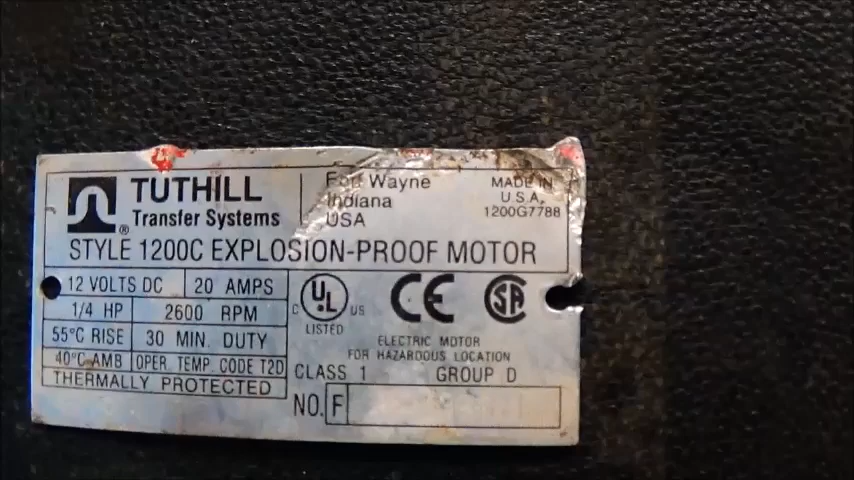 TUTHILL
Transfer Systems
Fort Wayne
Indiana
USA
MADE IN
U.S.A.
1200G7788
STYLE 1200C EXPLOSION-PROOF MOTOR
12 VOLTS DC
20 AMPS
1/4 HP
2600 RPM
55°C RISE
30 MIN. DUTY
40°C AMB
OPER. TEMP. CODE T2D
THERMALLY PROTECTED
C UL US
LISTED
CE
SA
ELECTRIC MOTOR
FOR HAZARDOUS LOCATION
CLASS 1
GROUP D
NO. F